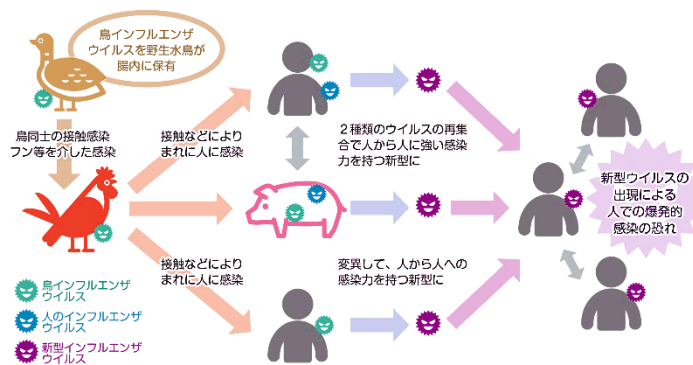 鳥インフルエンザ
ウイルスを野生水鳥が
腸内に保有
鳥同士の接触感染
フン等を介した感染
接触などにより
まれに人に感染
２種類のウイルスの再集
合で人から人に強い感染
力を持つ新型に
新型ウイルスの
出現による
人での爆発的
感染の恐れ
接触などにより
まれに人に感染
変異して、人から人への
感染力を持つ新型に
鳥インフルエンザ
ウイルス
人のインフルエンザ
ウイルス
新型インフルエンザ
ウイルス